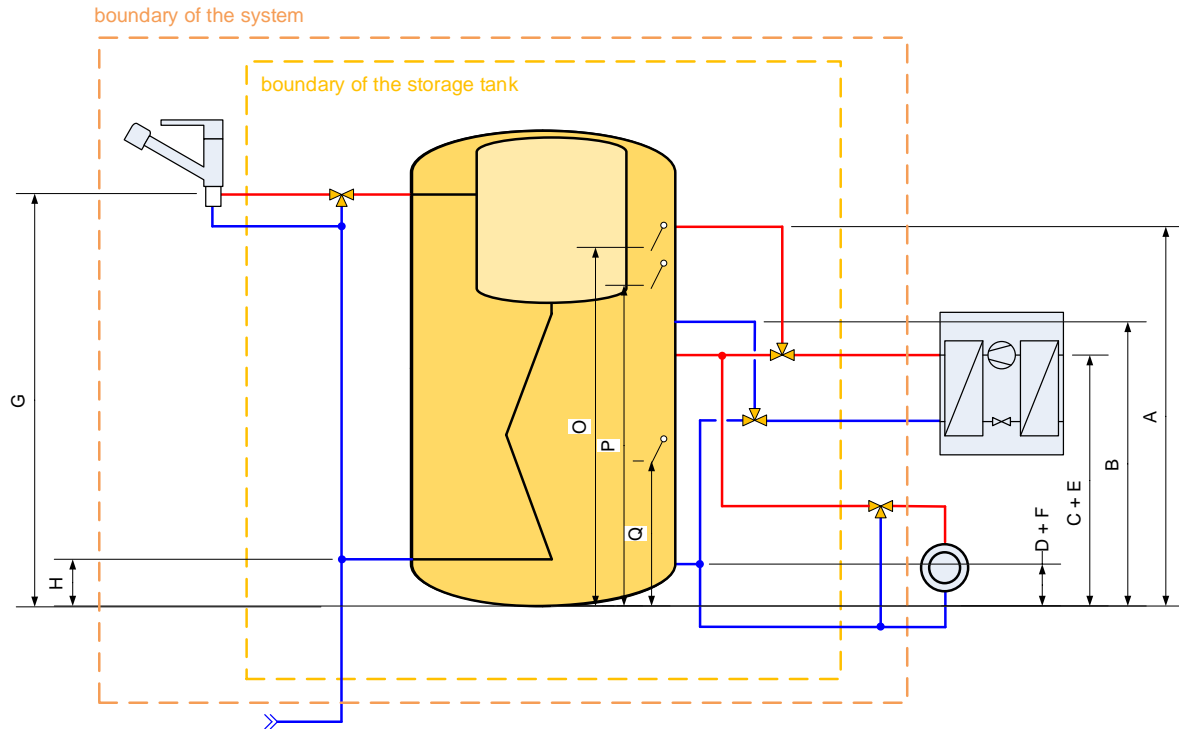 boundary of the system
boundary of the storage tank
G
H
O
P
Q
A
B
C + E
D + F